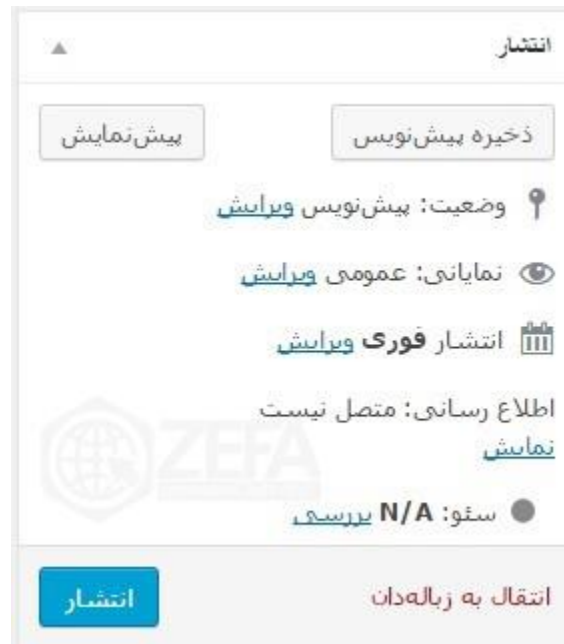 انتشار
ذخیره پیش‌نویس
پیش‌نمایش
وضعیت: پیش‌نویس ویرایش
نمایانی: عمومی ویرایش
انتشار فوری ویرایش
اطلاع رسانی: متصل نیست
نمایش
ZEFA
سئو: N/A بررسی
انتقال به زباله‌دان
انتشار